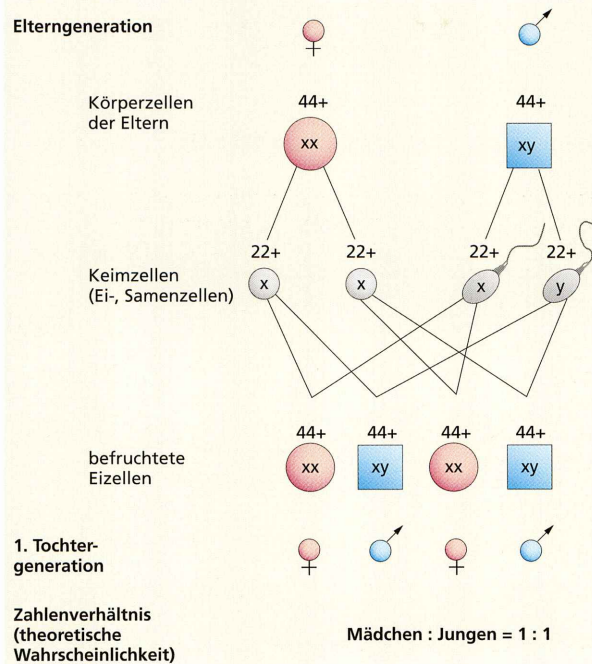 Elterngeneration
Körperzellen
der Eltern
44+
44+
xx
xy
22+
22+
22+
22+
Keimzellen
(Ei-, Samenzellen)
x
x
x
y
befruchtete
Eizellen
44+
44+
44+
44+
xx
xy
xx
xy
1. Tochter-
generation
Zahlenverhältnis
(theoretische
Wahrscheinlichkeit)
Mädchen : Jungen = 1 : 1